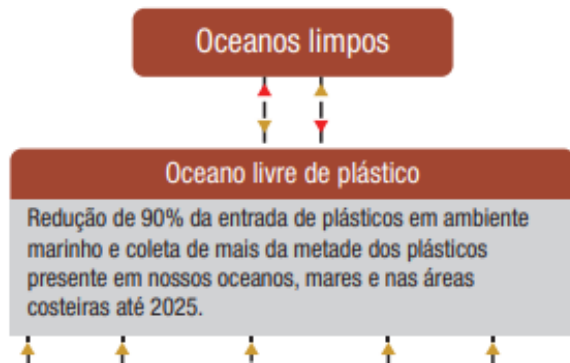 Oceanos limpos
Oceano livre de plástico
Redução de 90% da entrada de plásticos em ambiente
marinho e coleta de mais da metade dos plásticos
presente em nossos oceanos, mares e nas áreas
costeiras até 2025.